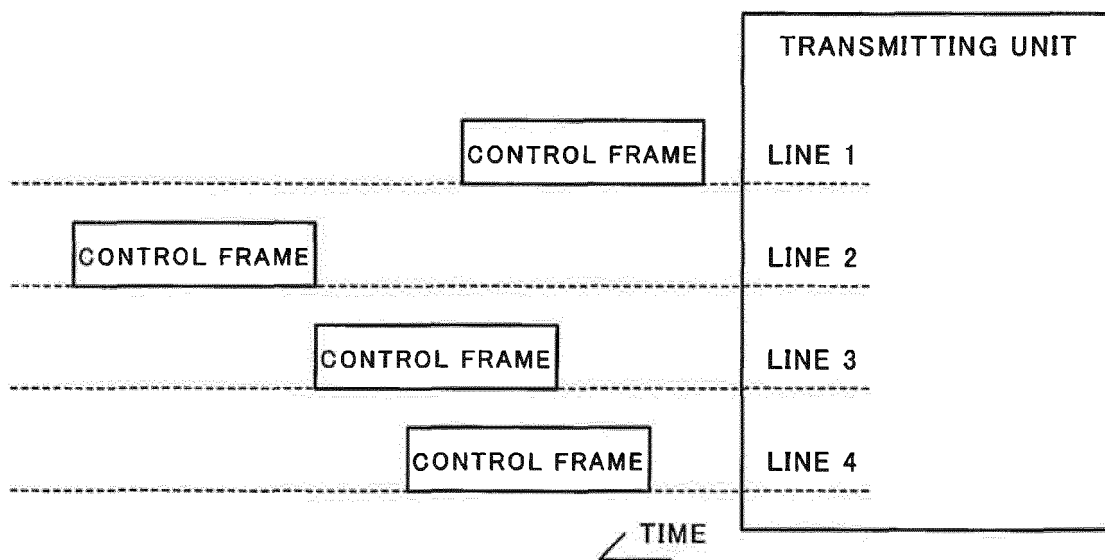 TRANSMITTING UNIT
CONTROL FRAME LINE 1
CONTROL FRAME LINE 2
CONTROL FRAME LINE 3
CONTROL FRAME LINE 4
TIME